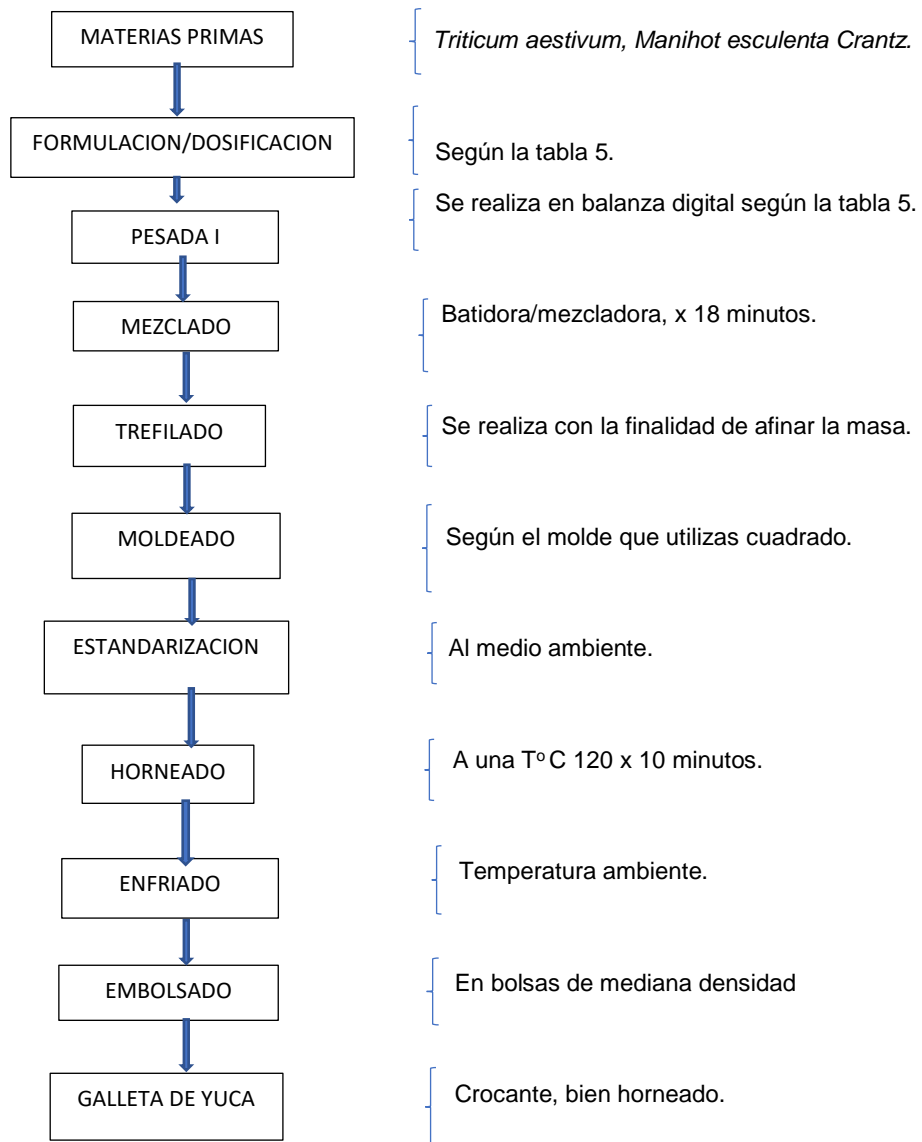 MATERIAS PRIMAS
Triticum aestivum, Manihot esculenta Crantz.
FORMULACION/DOSIFICACION
Según la tabla 5.
PESADA I
Se realiza en balanza digital según la tabla 5.
MEZCLADO
Batidora/mezcladora, x 18 minutos.
TREFILADO
Se realiza con la finalidad de afinar la masa.
MOLDEADO
Según el molde que utilizas cuadrado.
ESTANDARIZACION
Al medio ambiente.
HORNEADO
A una Tº C 120 x 10 minutos.
ENFRIADO
Temperatura ambiente.
EMBOLSADO
En bolsas de mediana densidad
GALLETA DE YUCA
Crocante, bien horneado.